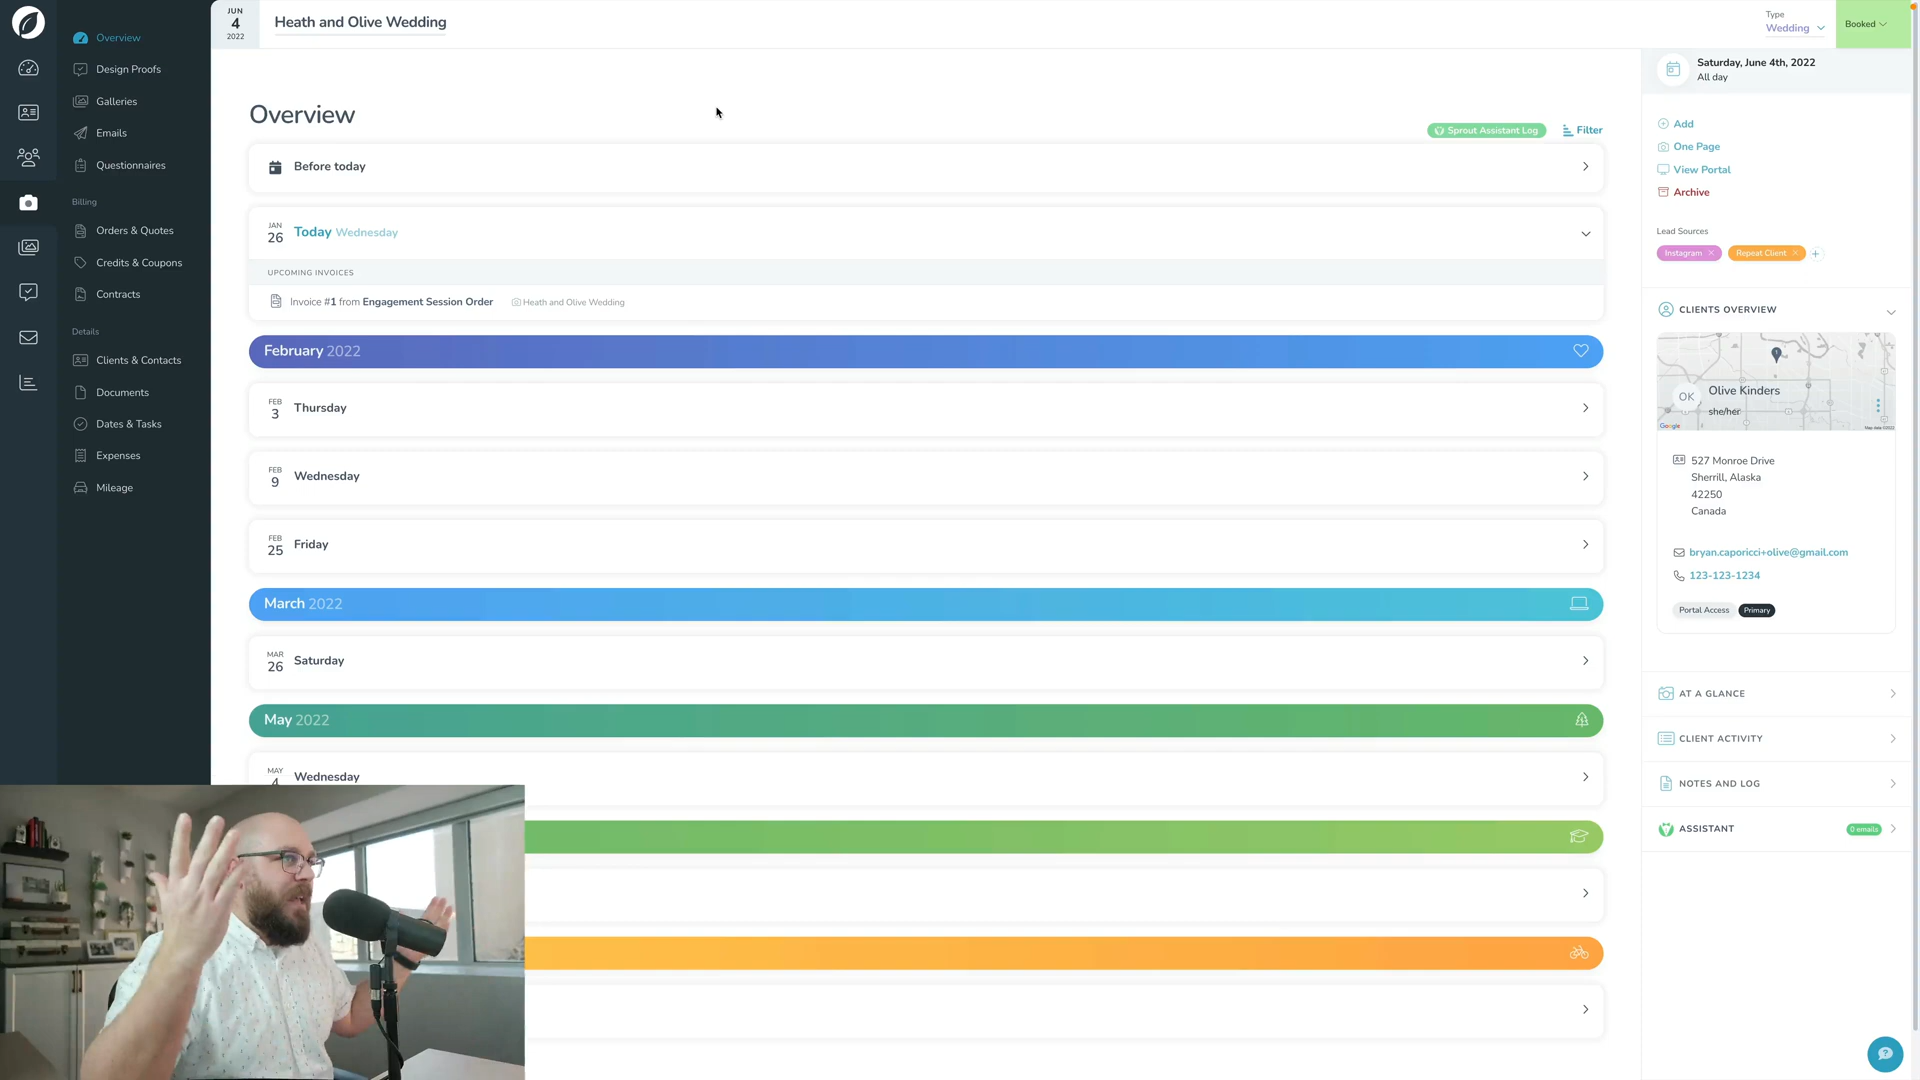 JUN
4
2022
Heath and Olive Wedding
Type
Wedding
Booked
Overview
Design Proofs
Galleries
Emails
Questionnaires
Billing
Orders & Quotes
Credits & Coupons
Contracts
Details
Clients & Contacts
Documents
Dates & Tasks
Expenses
Mileage
Overview
Sprout Assistant Log
Filter
Before today
JAN
26
Today Wednesday
UPCOMING INVOICES
Invoice #1 from Engagement Session Order
Heath and Olive Wedding
February 2022
FEB
3
Thursday
FEB
9
Wednesday
FEB
25
Friday
March 2022
MAR
26
Saturday
May 2022
MAY
4
Wednesday
Saturday, June 4th, 2022
All day
Add
One Page
View Portal
Archive
Lead Sources
Instagram ×
Repeat Client ×
CLIENTS OVERVIEW
OK
Olive Kinders
she/her
Google
Map data ©2022
527 Monroe Drive
Sherrill, Alaska
42250
Canada
bryan.caporicci+olive@gmail.com
123-123-1234
Portal Access
Primary
AT A GLANCE
CLIENT ACTIVITY
NOTES AND LOG
ASSISTANT
0 emails